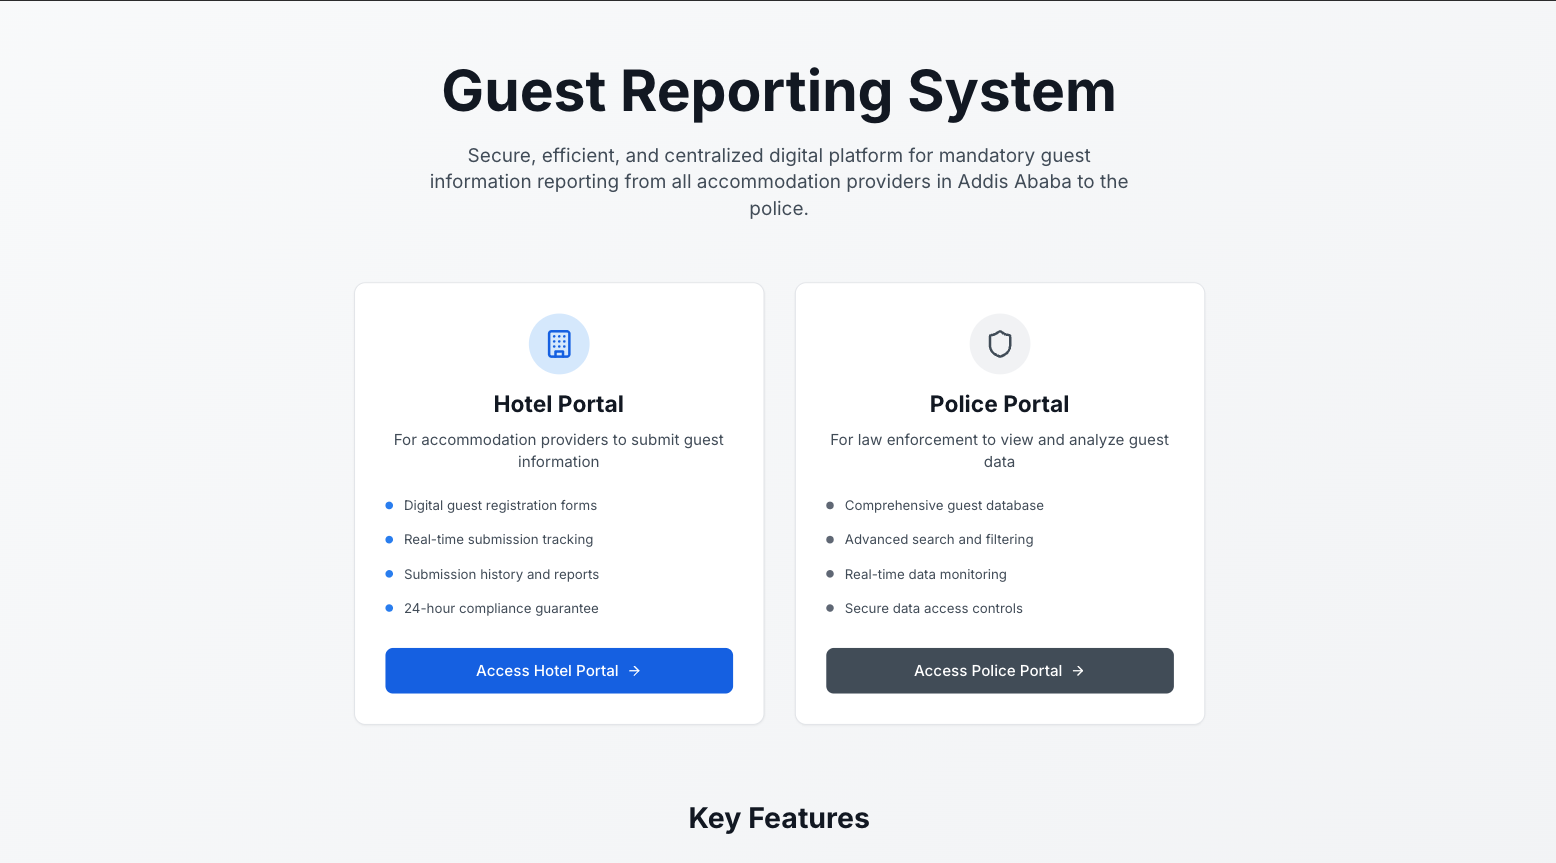 Guest Reporting System
Secure, efficient, and centralized digital platform for mandatory guest
information reporting from all accommodation providers in Addis Ababa to the
police.
Hotel Portal
For accommodation providers to submit guest
information
Digital guest registration forms
Real-time submission tracking
Submission history and reports
24-hour compliance guarantee
Access Hotel Portal →
Police Portal
For law enforcement to view and analyze guest
data
Comprehensive guest database
Advanced search and filtering
Real-time data monitoring
Secure data access controls
Access Police Portal →
Key Features